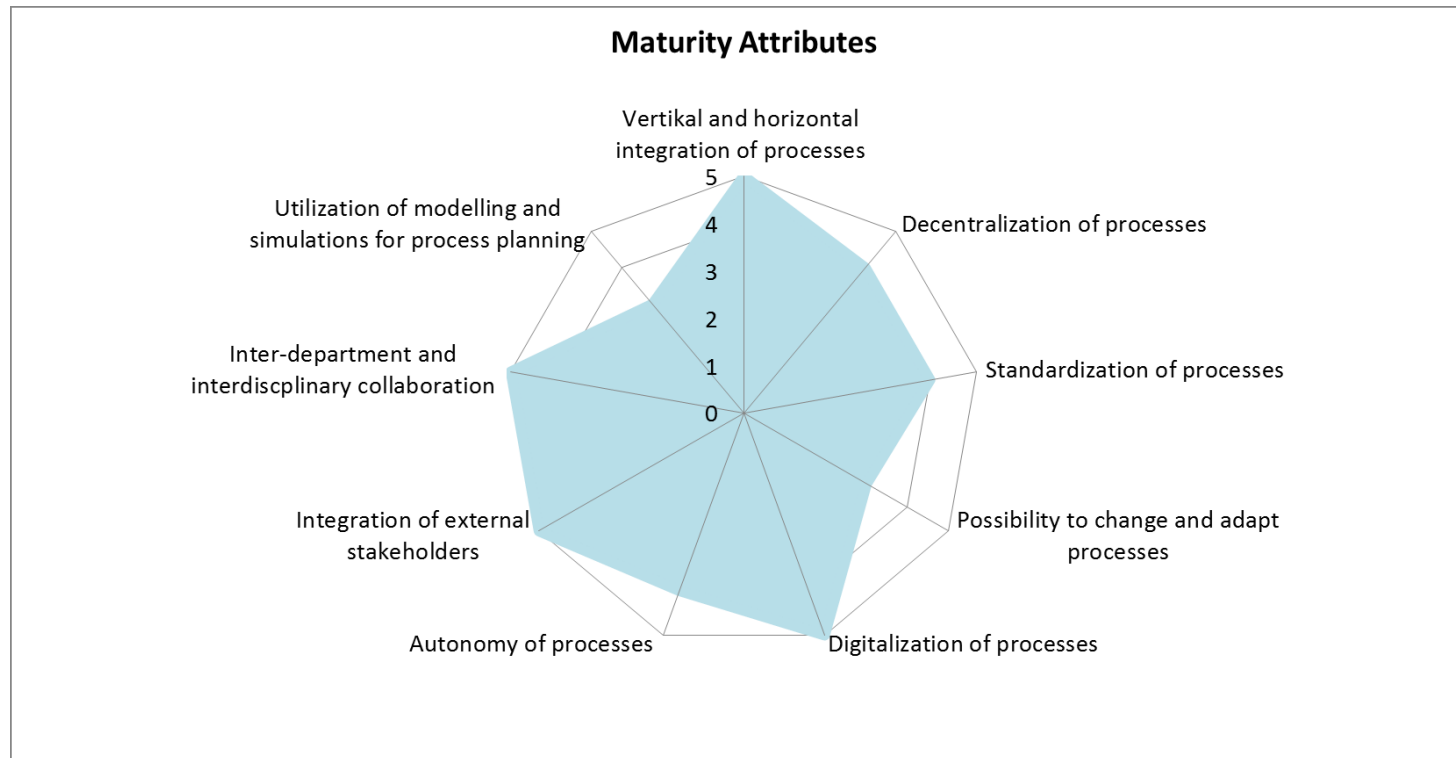 Maturity Attributes
Vertikal and horizontal
integration of processes
Decentralization of processes
Standardization of processes
Possibility to change and adapt
processes
Digitalization of processes
Autonomy of processes
Integration of external
stakeholders
Inter-department and
interdiscplinary collaboration
Utilization of modelling and
simulations for process planning
5
4
3
2
1
0